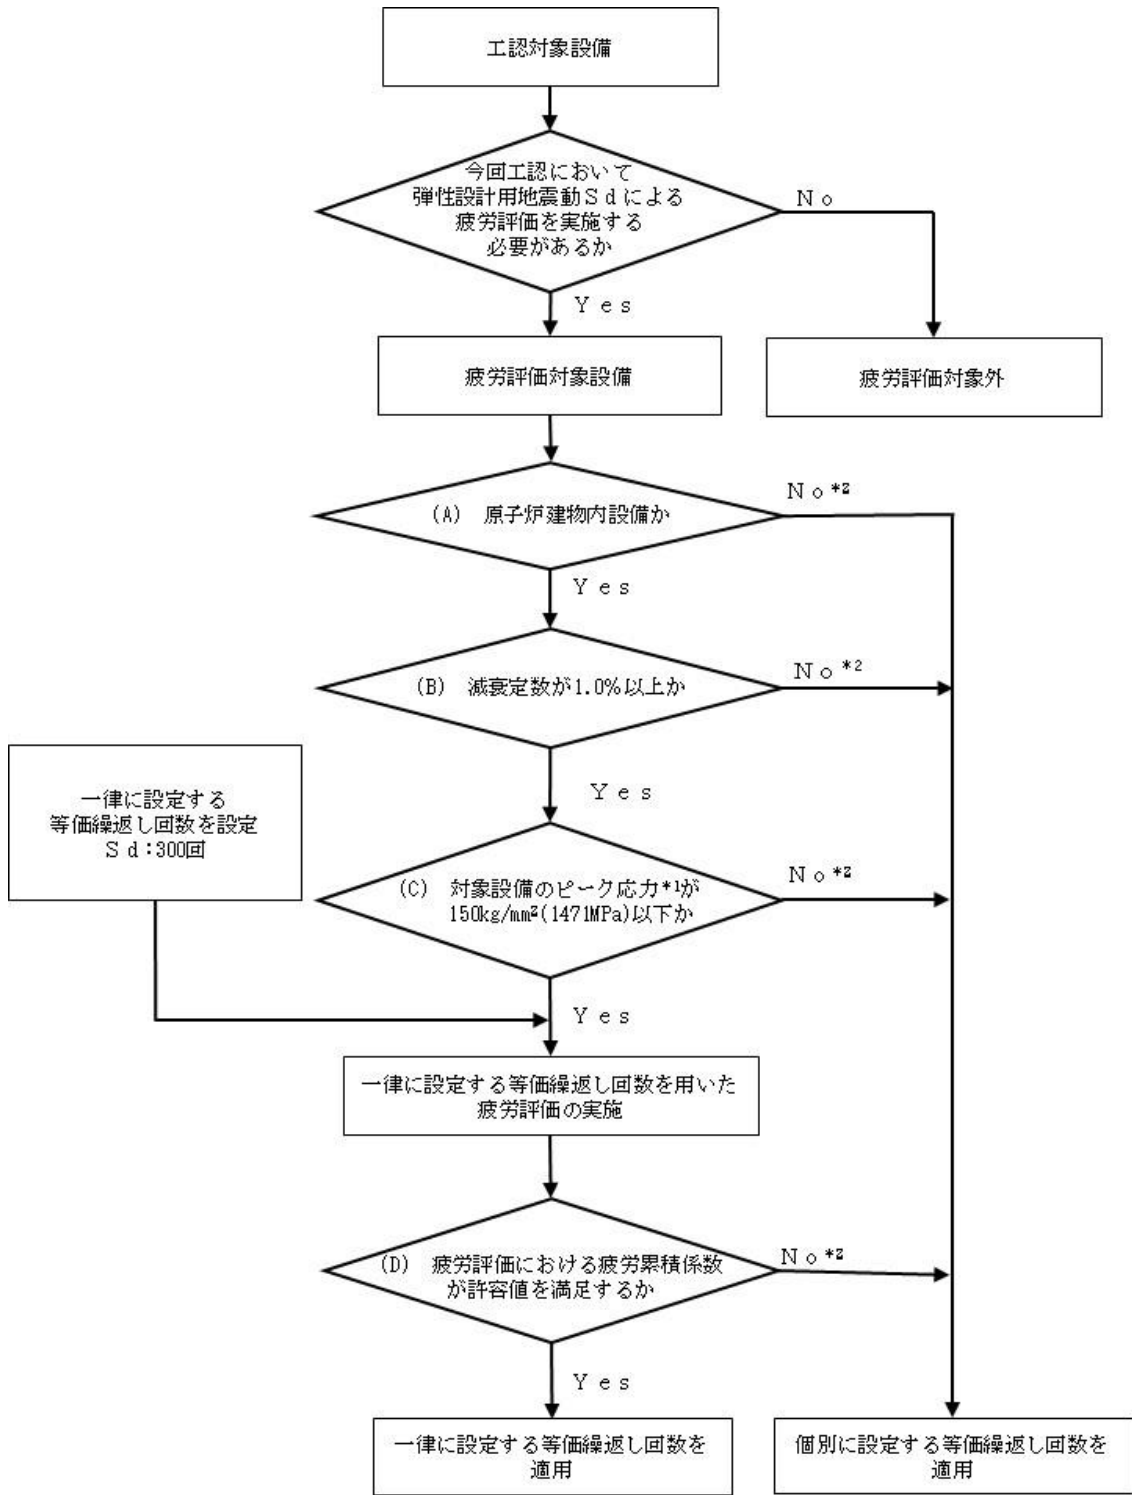 工認対象設備
今回工認において
弾性設計用地震動Ｓｄによる
疲労評価を実施する
必要があるか
Ｎｏ
Ｙｅｓ
疲労評価対象設備
疲労評価対象外
(A) 原子炉建物内設備か
Ｎｏ*2
Ｙｅｓ
(B) 減衰定数が1.0%以上か
Ｎｏ*2
Ｙｅｓ
一律に設定する
等価繰返し回数を設定
Ｓｄ：300回
(C) 対象設備のピーク応力*1が
150kg/mm2(1471MPa)以下か
Ｎｏ*2
Ｙｅｓ
一律に設定する等価繰返し回数を用いた
疲労評価の実施
(D) 疲労評価における疲労累積係数
が許容値を満足するか
Ｎｏ*2
Ｙｅｓ
一律に設定する等価繰返し回数を
適用
個別に設定する等価繰返し回数を
適用